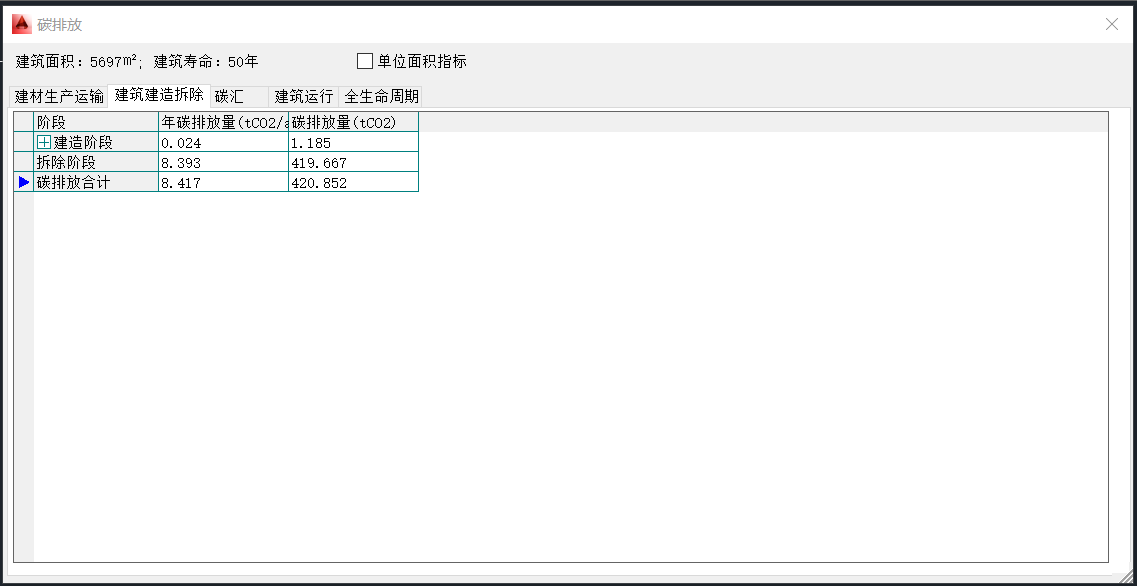 碳排放
建筑面积：5697m²；建筑寿命：50年 单位面积指标
建材生产运输 建筑建造拆除 碳汇 建筑运行 全生命周期
阶段 年碳排放量(tCO2/a 碳排放量(tCO2)
建造阶段 0.024 1.185
拆除阶段 8.393 419.667
碳排放合计 8.417 420.852